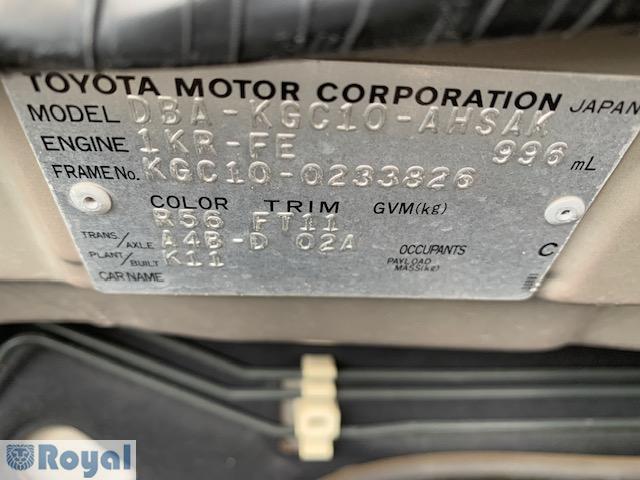 TOYOTA MOTOR CORPORATION JAPAN
MODEL DBA-KGC10-AHSAK
ENGINE 1KR-FE 996 mL
FRAME No. KGC10-0233826
COLOR TRIM GVM(kg)
R56 FT11
TRANS/AXLE A4B-D 02A OCCUPANTS C
PLANT/BUILT K11 PAYLOAD MASS(kg)
CAR NAME
Royal